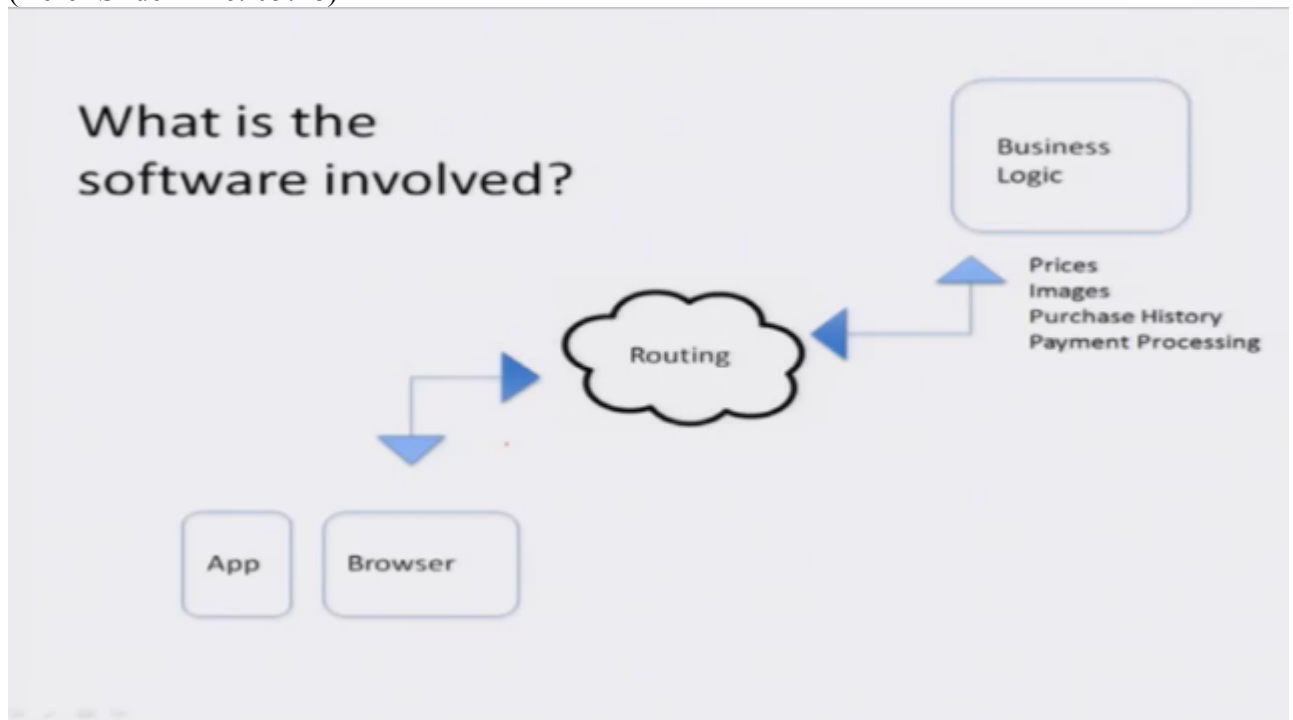 What is the
software involved?
Business
Logic
Prices
Images
Purchase History
Payment Processing
Routing
App
Browser